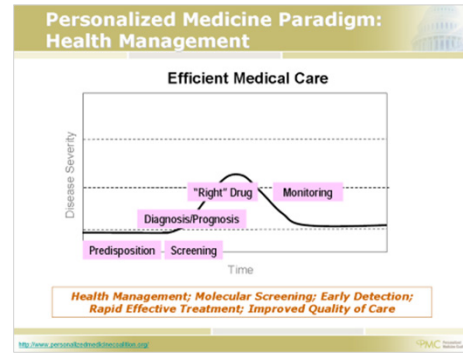 Personalized Medicine Paradigm:
Health Management
Efficient Medical Care
Disease Severity
"Right" Drug
Monitoring
Diagnosis/Prognosis
Predisposition
Screening
Time
Health Management; Molecular Screening; Early Detection;
Rapid Effective Treatment; Improved Quality of Care
http://www.personalizedmedicinecoalition.org/
PMC